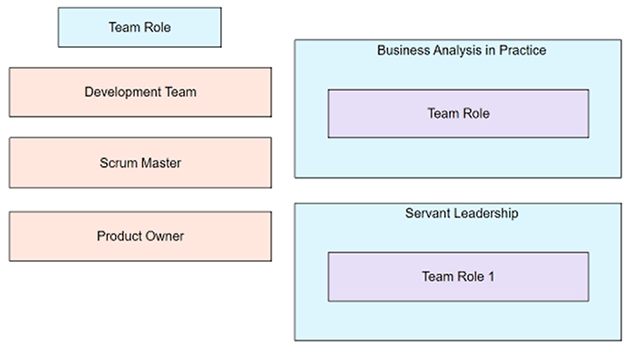 Team Role
Development Team
Scrum Master
Product Owner
Business Analysis in Practice
Team Role
Servant Leadership
Team Role 1